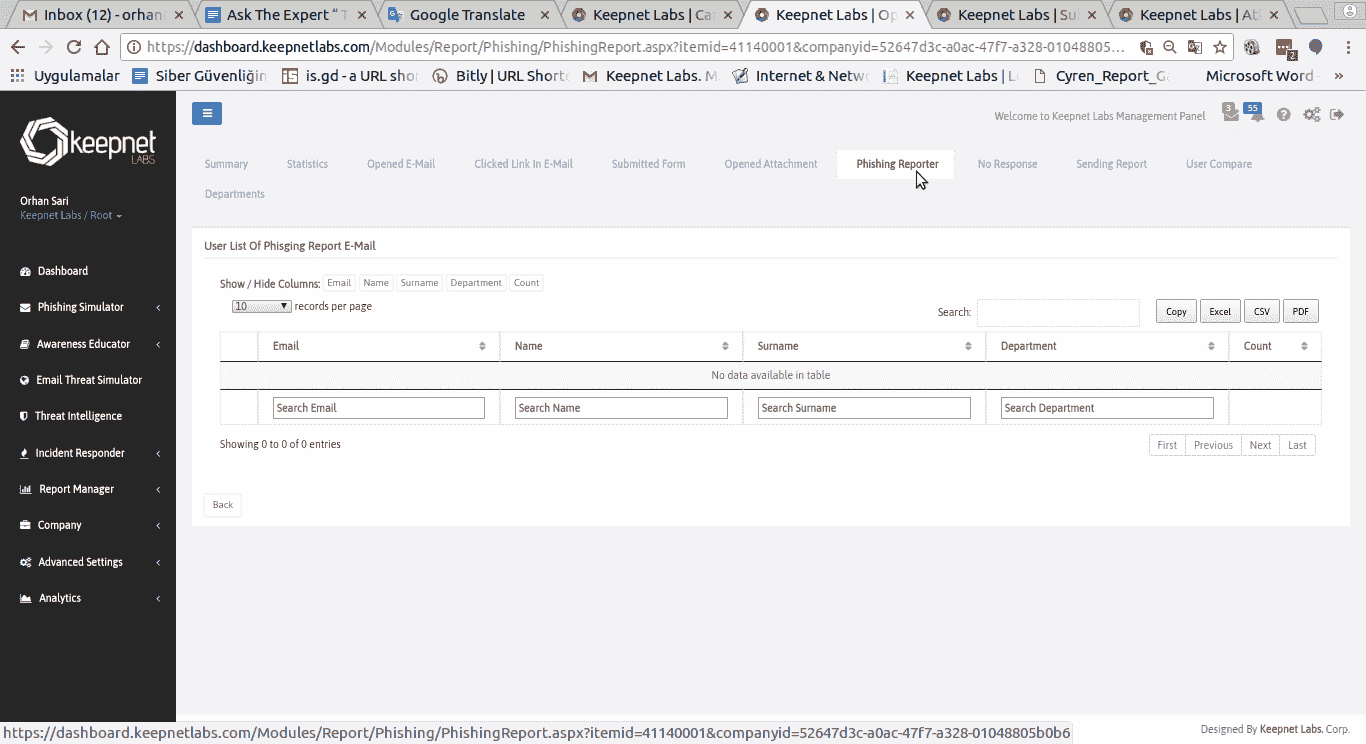 Inbox (12) - orhan Ask The Expert “ T Google Translate Keepnet Labs | Ca Keepnet Labs | Op Keepnet Labs | Su Keepnet Labs | At
https://dashboard.keepnetlabs.com/Modules/Report/Phishing/PhishingReport.aspx?itemid=41140001&companyid=52647d3c-a0ac-47f7-a328-01048805... 2
Uygulamalar Siber Güvenliğin is.gd - a URL shor Bitly | URL Shorte Keepnet Labs. M Internet & Netw Keepnet Labs | L Cyren_Report_G Microsoft Word - »
keepnet
LABS
Welcome to Keepnet Labs Management Panel 3 55
Summary Statistics Opened E-Mail Clicked Link In E-Mail Submitted Form Opened Attachment Phishing Reporter No Response Sending Report User Compare
Departments
Orhan Sari
Keepnet Labs / Root
Dashboard
Phishing Simulator
Awareness Educator
Email Threat Simulator
Threat Intelligence
Incident Responder
Report Manager
Company
Advanced Settings
Analytics
User List Of Phisging Report E-Mail
Show / Hide Columns: Email Name Surname Department Count
10 records per page
Search: Copy Excel CSV PDF
Email Name Surname Department Count
No data available in table
Search Email Search Name Search Surname Search Department
Showing 0 to 0 of 0 entries
First Previous Next Last
Back
https://dashboard.keepnetlabs.com/Modules/Report/Phishing/PhishingReport.aspx?itemid=41140001&companyid=52647d3c-a0ac-47f7-a328-01048805b0b6
Designed By Keepnet Labs. Corp.